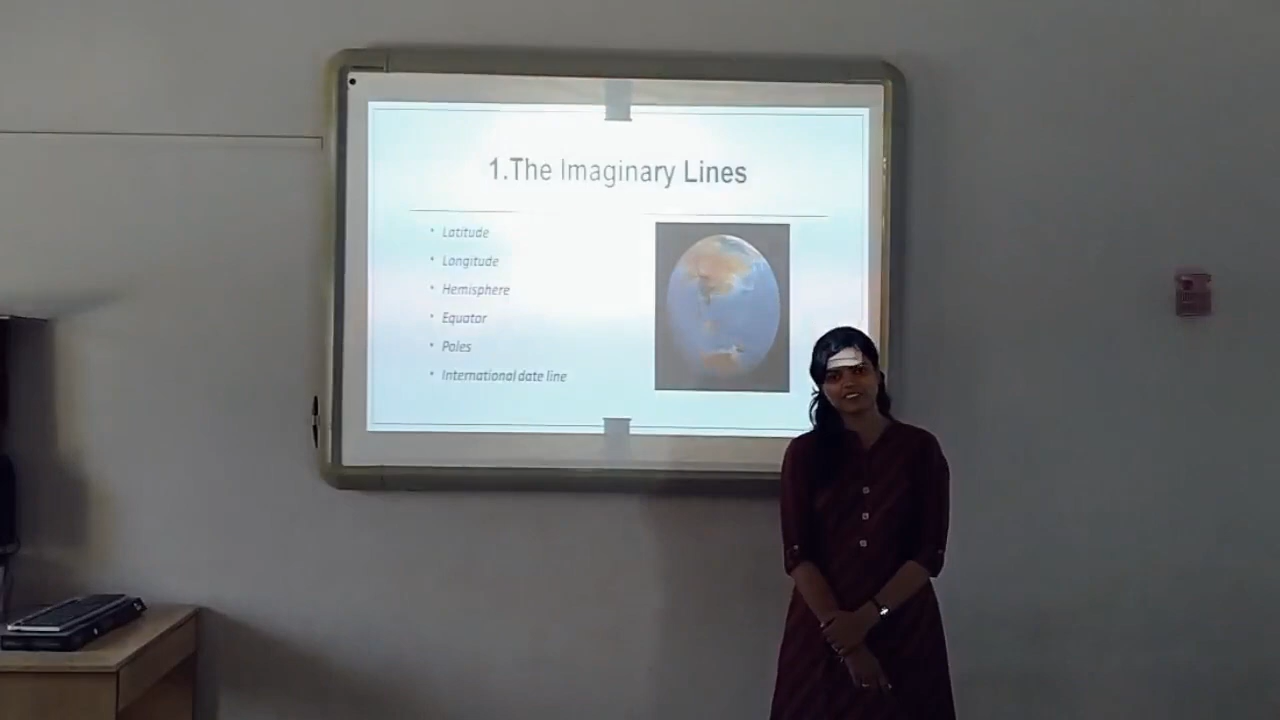 1.The Imaginary Lines
• Latitude
• Longitude
• Hemisphere
• Equator
• Poles
• International date line